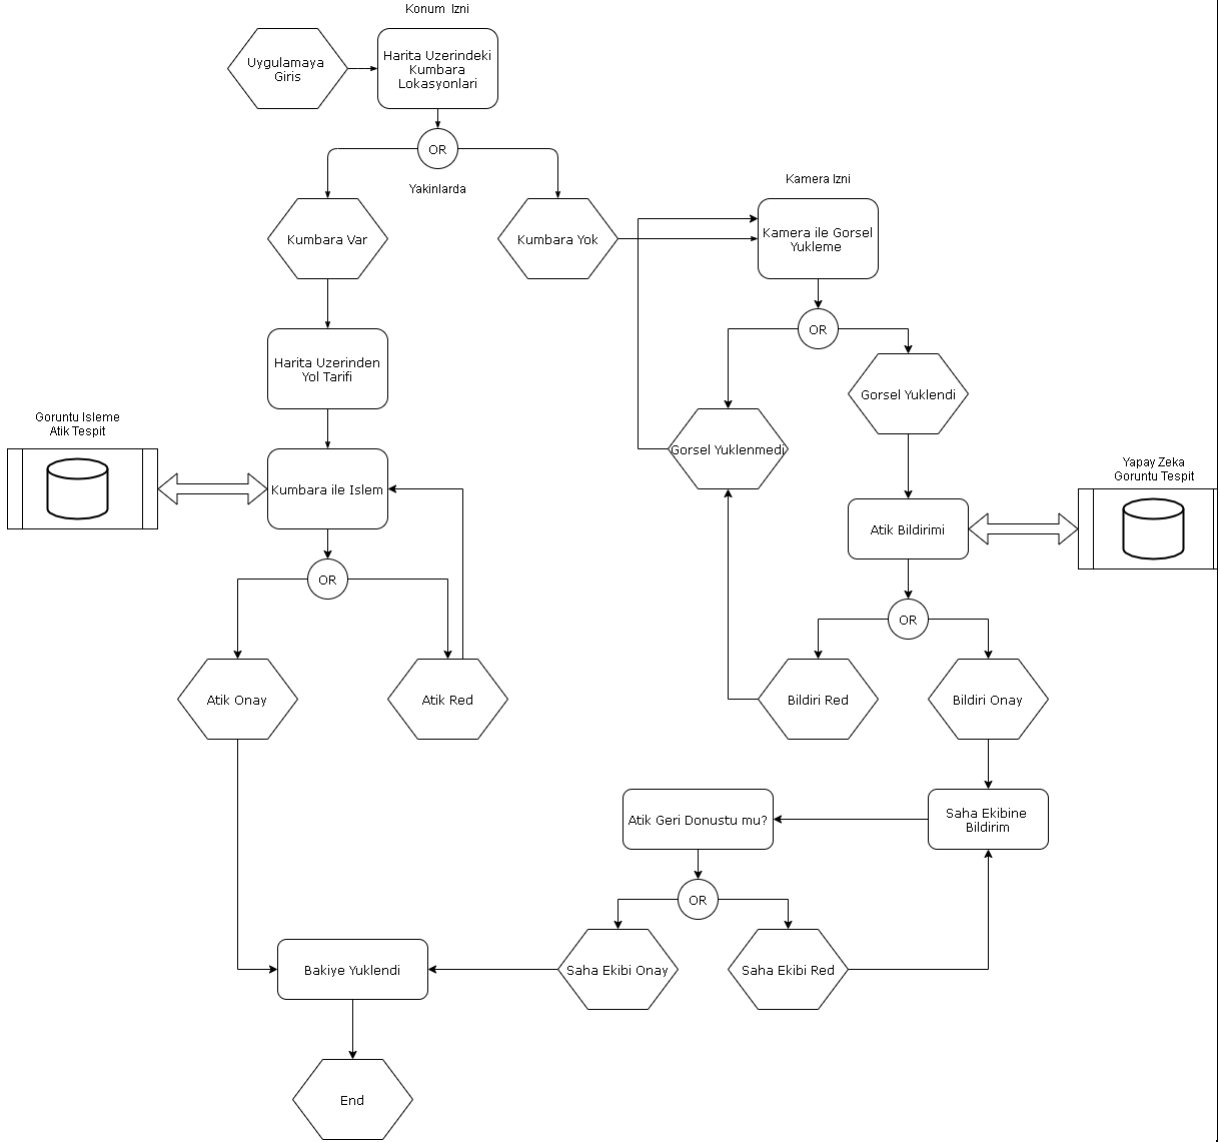 Konum Izni
Uygulamaya
Giris
Harita Uzerindeki
Kumbara
Lokasyonlari
OR
Yakinlarda
Kumbara Var
Kumbara Yok
Kamera Izni
Kamera ile Gorsel
Yukleme
OR
Harita Uzerinden
Yol Tarifi
Gorsel Yuklendi
Gorsel Yuklenmedi
Goruntu Isleme
Atik Tespit
Kumbara ile Islem
Yapay Zeka
Goruntu Tespit
Atik Bildirimi
OR
OR
Atik Onay
Atik Red
Bildiri Red
Bildiri Onay
Atik Geri Donustu mu?
Saha Ekibine
Bildirim
OR
Bakiye Yuklendi
Saha Ekibi Onay
Saha Ekibi Red
End